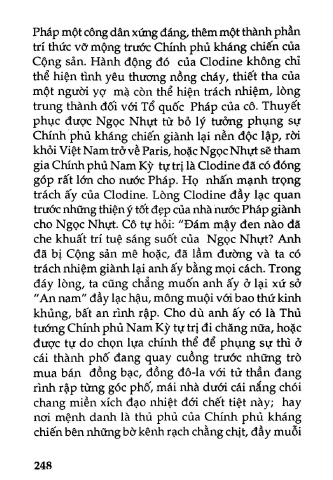 Pháp một công dân xứng đáng, thêm một thành phần
trí thức vỡ mộng trước Chính phủ kháng chiến của
Cộng sản. Hành động đó của Clodine không chỉ
thể hiện tình yêu thương nồng cháy, thiết tha của
một người vợ mà còn thể hiện trách nhiệm, lòng
trung thành đối với Tổ quốc Pháp của cô. Thuyết
phục được Ngọc Nhựt từ bỏ lý tưởng phụng sự
Chính phủ kháng chiến giành lại nền độc lập, rời
khỏi Việt Nam trở về Paris, hoặc Ngọc Nhựt sẽ tham
gia Chính phủ Nam Kỳ tự trị là Clodine đã có đóng
góp rất lớn cho nước Pháp. Họ nhấn mạnh trọng
trách ấy của Clodine. Lòng Clodine đầy lạc quan
trước những thiện ý tốt đẹp của nhà nước Pháp giành
cho Ngọc Nhựt. Cô tự hỏi: "Đám mây đen nào đã
che khuất trí tuệ sáng suốt của Ngọc Nhựt? Anh
đã bị Cộng sản mê hoặc, đã lầm đường và ta có
trách nhiệm giành lại anh ấy bằng mọi cách. Trong
đáy lòng, ta cũng chẳng muốn anh ấy ở lại xứ sở
"An nam" đầy lạc hậu, mông muội với bao thứ kinh
khủng, bất an rình rập. Cho dù anh ấy có là Thủ
tướng Chính phủ Nam Kỳ tự trị đi chăng nữa, hoặc
được tự do chọn lựa chính thể để phụng sự thì ở
cái thành phố đang quay cuồng trước những trò
mua bán đồng bạc, đồng đô-la với tử thần đang
rình rập từng góc phố, mái nhà dưới cái nắng chói
chang miền xích đạo nhiệt đới chết tiệt này; hay
nơi mệnh danh là thủ phủ của Chính phủ kháng
chiến bên những bờ kênh rạch chằng chịt, đầy muỗi
248